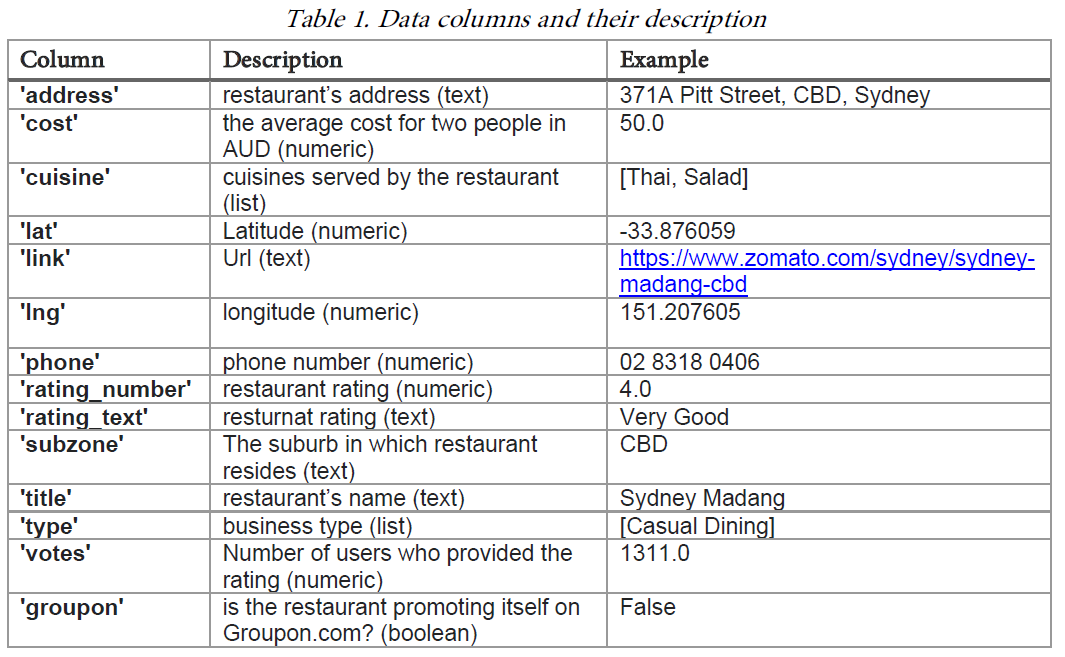 Table 1. Data columns and their description
Column Description Example
'address' restaurant's address (text) 371A Pitt Street, CBD, Sydney
'cost' the average cost for two people in 50.0
AUD (numeric)
'cuisine' cuisines served by the restaurant [Thai, Salad]
(list)
'lat' Latitude (numeric) -33.876059
'link' Url (text) https://www.zomato.com/sydney/sydney-
madang-cbd
'lng' longitude (numeric) 151.207605
'phone' phone number (numeric) 02 8318 0406
'rating_number' restaurant rating (numeric) 4.0
'rating_text' resturnat rating (text) Very Good
'subzone' The suburb in which restaurant CBD
resides (text)
'title' restaurant's name (text) Sydney Madang
'type' business type (list) [Casual Dining]
'votes' Number of users who provided the 1311.0
rating (numeric)
'groupon' is the restaurant promoting itself on False
Groupon.com? (boolean)